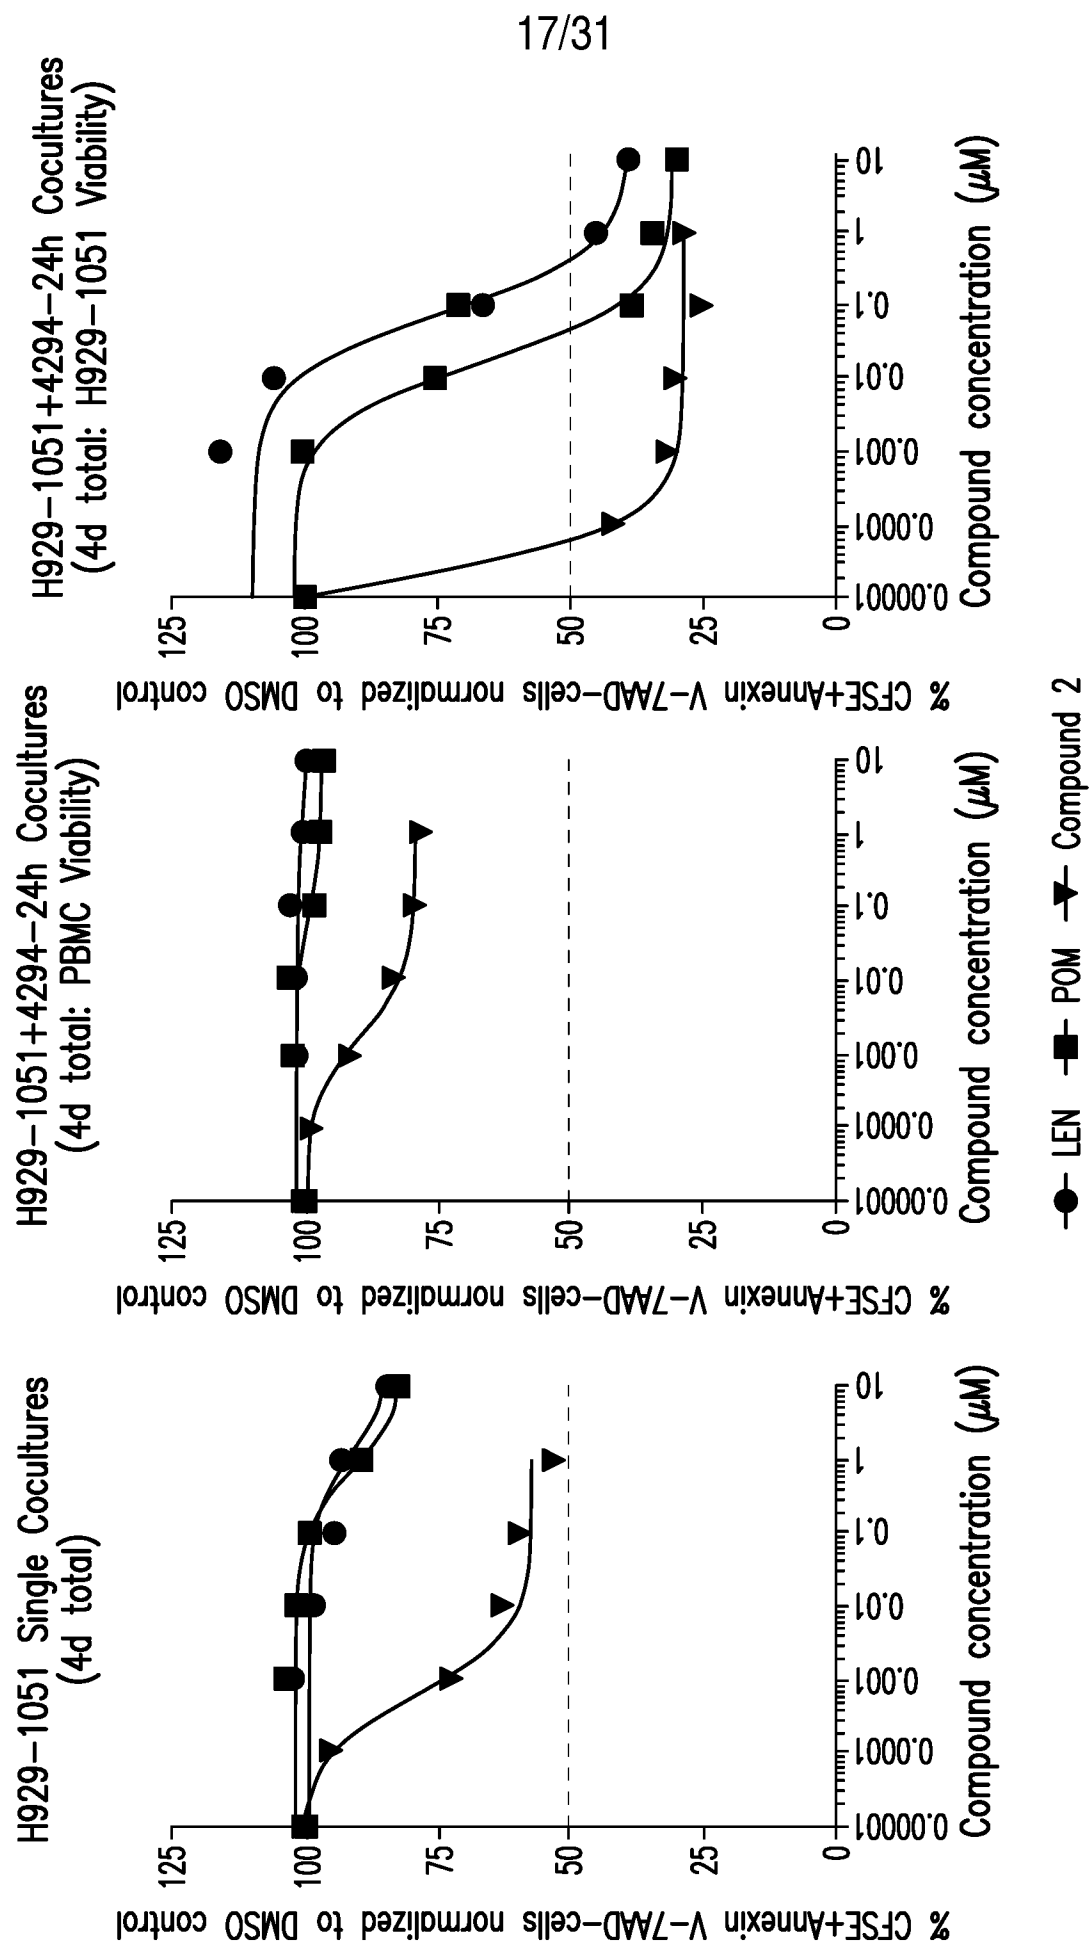 17/31
H929-1051 Single Cocultures
(4d total)
% CFSE+Annexin V-7AAD-cells normalized to DMSO control
125
100
75
50
25
0
0.00001
0.0001
0.001
0.01
0.1
1
10
Compound concentration (μM)
H929-1051+4294-24h Cocultures
(4d total: PBMC Viability)
% CFSE+Annexin V-7AAD-cells normalized to DMSO control
125
100
75
50
25
0
0.00001
0.0001
0.001
0.01
0.1
1
10
Compound concentration (μM)
H929-1051+4294-24h Cocultures
(4d total: H929-1051 Viability)
% CFSE+Annexin V-7AAD-cells normalized to DMSO control
125
100
75
50
25
0
0.00001
0.0001
0.001
0.01
0.1
1
10
Compound concentration (μM)
LEN
POM
Compound 2